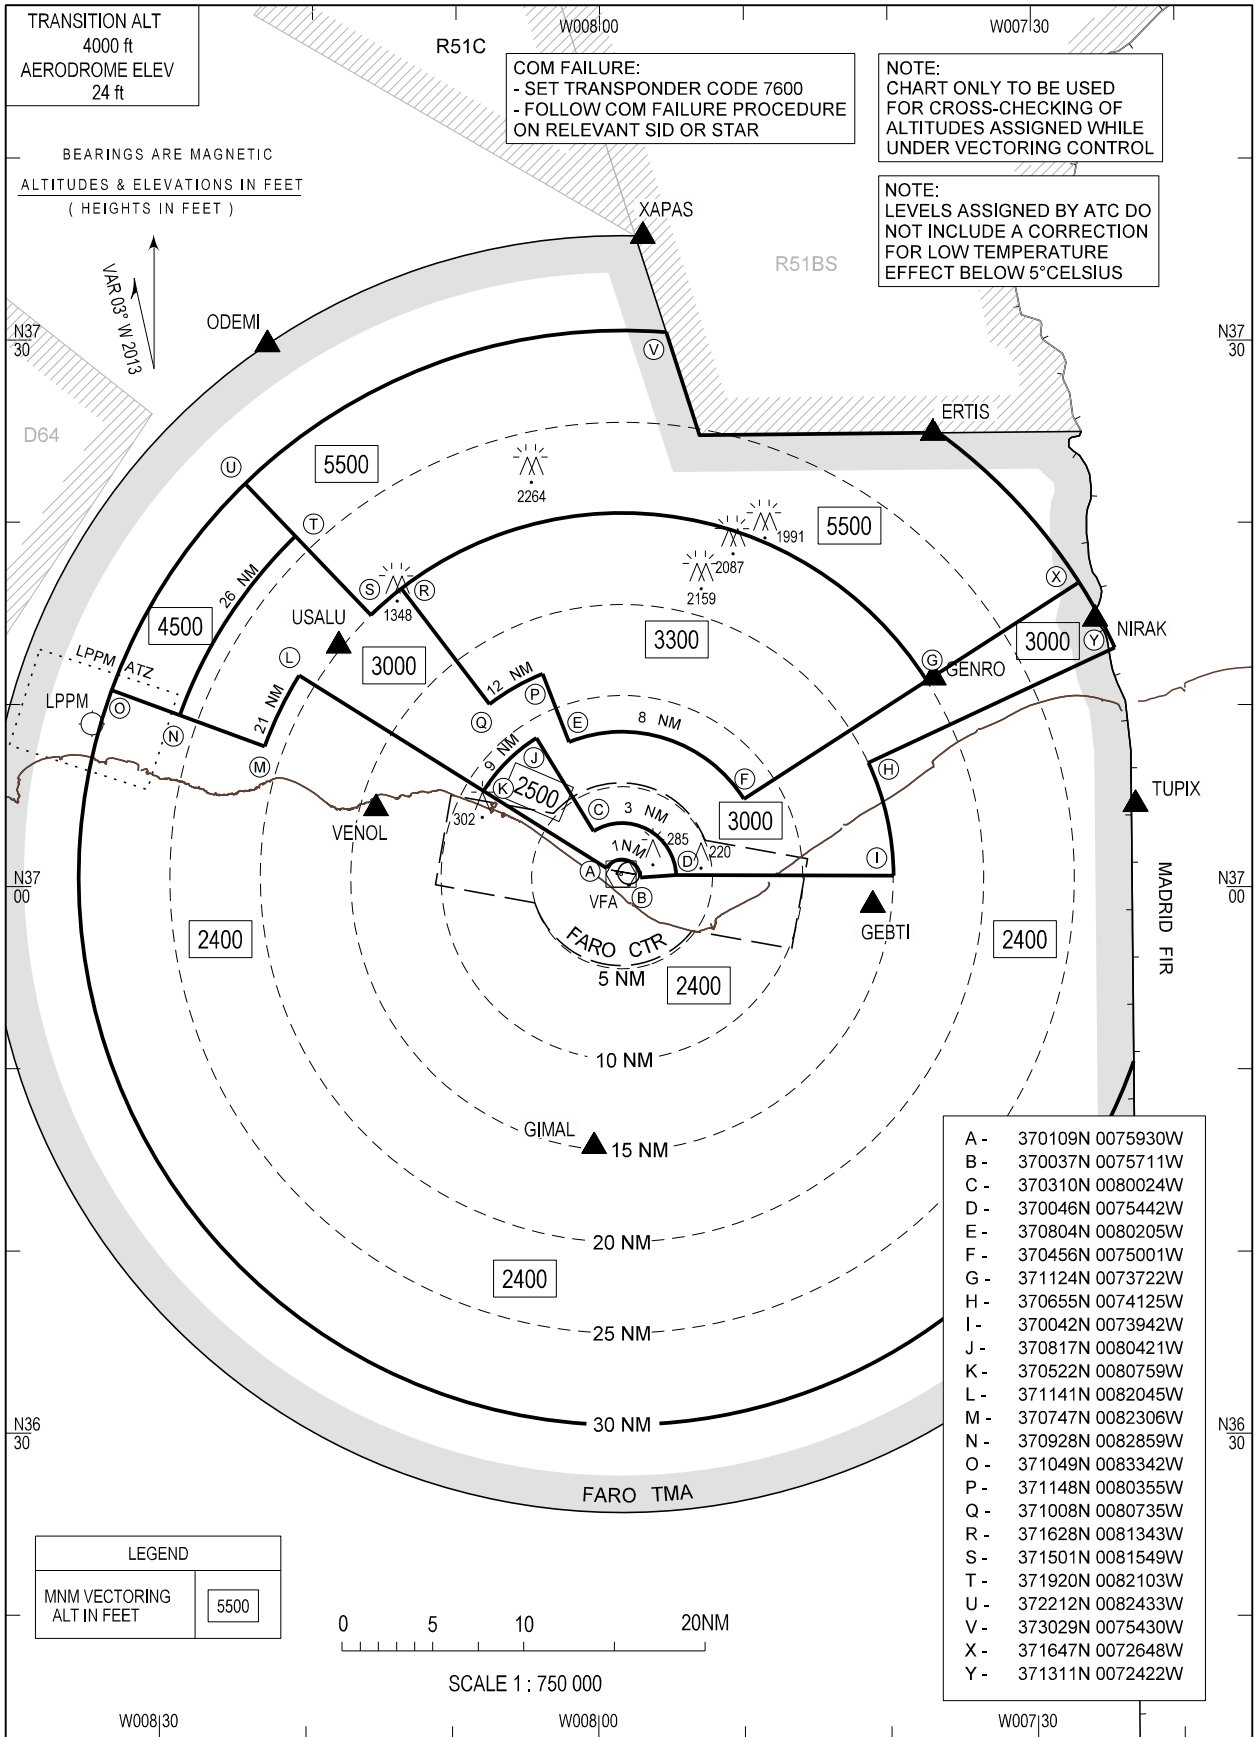 TRANSITION ALT
4000 ft
AERODROME ELEV
24 ft
R51C
W008 00
W007 30
COM FAILURE:
- SET TRANSPONDER CODE 7600
- FOLLOW COM FAILURE PROCEDURE
ON RELEVANT SID OR STAR
NOTE:
CHART ONLY TO BE USED
FOR CROSS-CHECKING OF
ALTITUDES ASSIGNED WHILE
UNDER VECTORING CONTROL
BEARINGS ARE MAGNETIC
ALTITUDES & ELEVATIONS IN FEET
( HEIGHTS IN FEET )
NOTE:
LEVELS ASSIGNED BY ATC DO
NOT INCLUDE A CORRECTION
FOR LOW TEMPERATURE
EFFECT BELOW 5°CELSIUS
XAPAS
R51BS
VAR 03° W 2013
ODEMI
N37
30
N37
30
V
D64
ERTIS
U
5500
2264
T
5500
1991
2087
2159
26 NM
S
R
1348
X
4500
USALU
3300
3000
Y
NIRAK
LPPM ATZ
L
3000
G
GENRO
LPPM
O
N
21 NM
M
12 NM
P
Q
E
8 NM
9 NM
J
K
2500
F
H
TUPIX
302
VENOL
C
3 NM
285
3000
220
1NM
D
I
A
VFA
B
N37
00
N37
00
GEBTI
MADRID FIR
2400
FARO CTR
5 NM
2400
2400
10 NM
GIMAL
15 NM
20 NM
2400
25 NM
30 NM
N36
30
N36
30
FARO TMA
A - 370109N 0075930W
B - 370037N 0075711W
C - 370310N 0080024W
D - 370046N 0075442W
E - 370804N 0080205W
F - 370456N 0075001W
G - 371124N 0073722W
H - 370655N 0074125W
I - 370042N 0073942W
J - 370817N 0080421W
K - 370522N 0080759W
L - 371141N 0082045W
M - 370747N 0082306W
N - 370928N 0082859W
O - 371049N 0083342W
P - 371148N 0080355W
Q - 371008N 0080735W
R - 371628N 0081343W
S - 371501N 0081549W
T - 371920N 0082103W
U - 372212N 0082433W
V - 373029N 0075430W
X - 371647N 0072648W
Y - 371311N 0072422W
LEGEND
MNM VECTORING
ALT IN FEET
5500
0 5 10 20NM
SCALE 1 : 750 000
W008 30
W008 00
W007 30